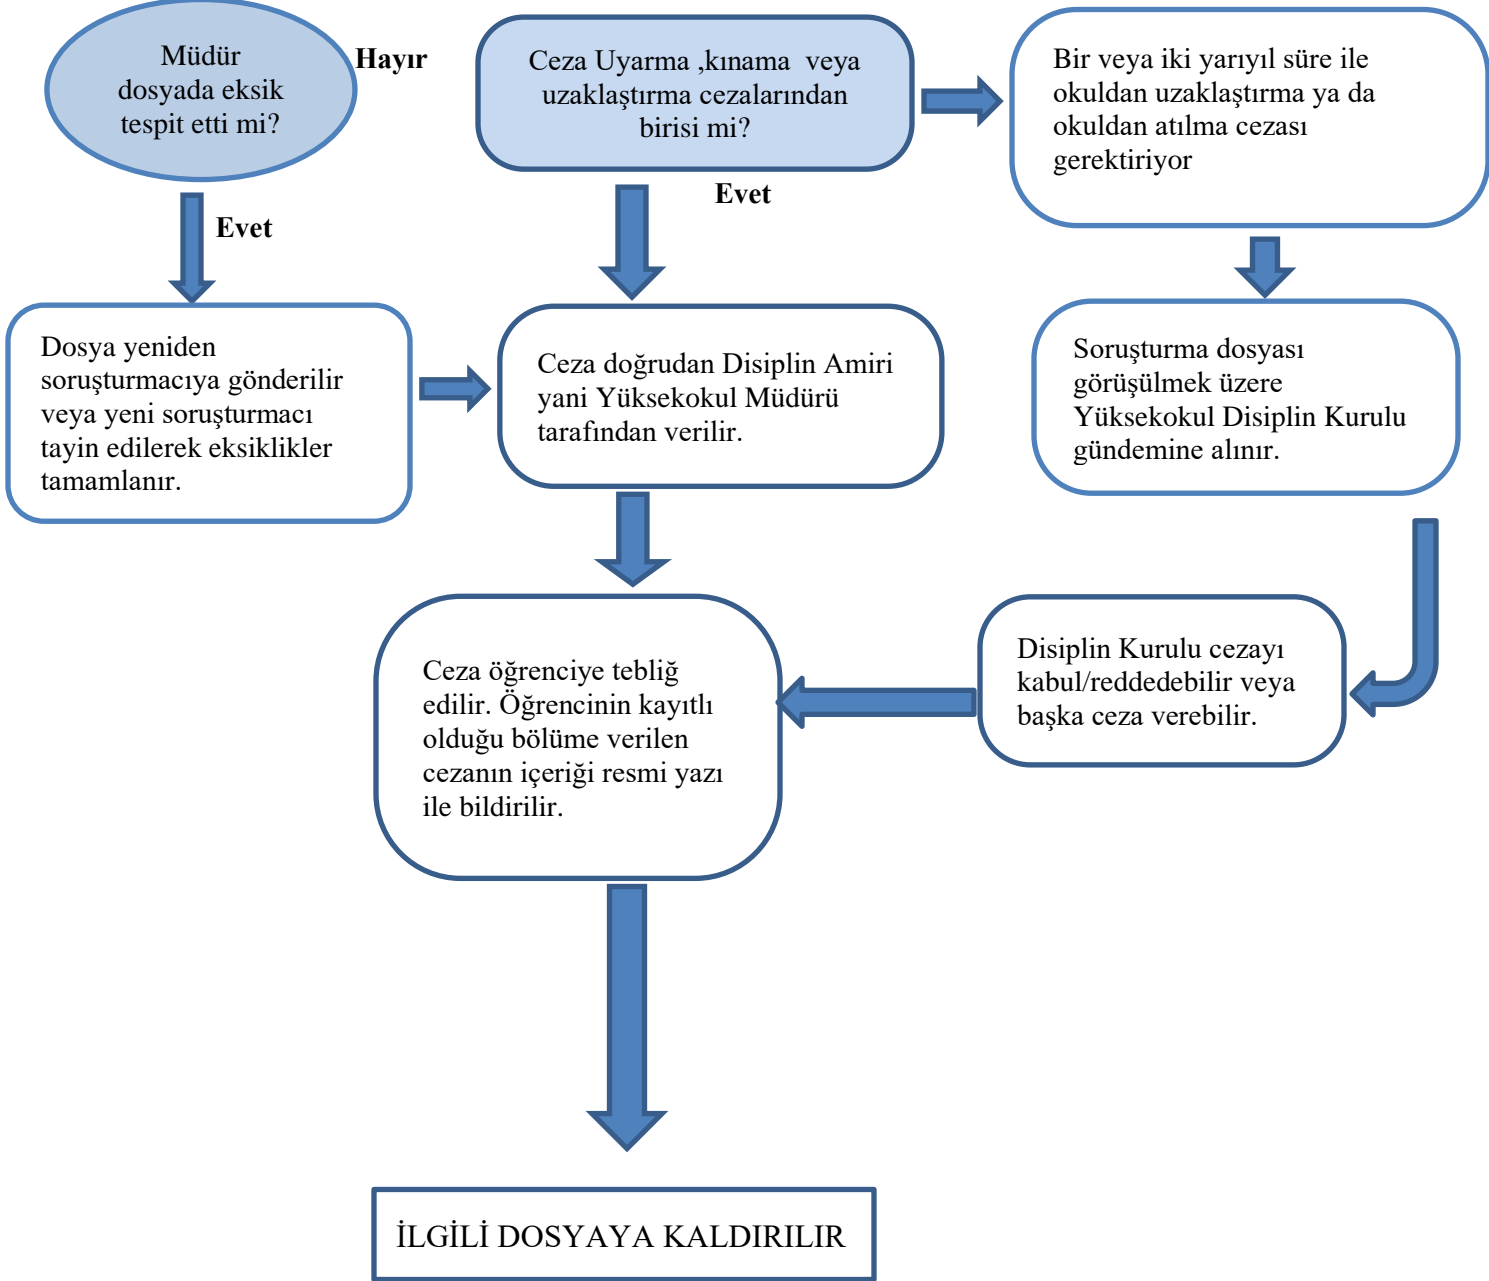 Müdür
dosyada eksik
tespit etti mi?
Hayır
Ceza Uyarma ,kınama veya
uzaklaştırma cezalarından
birisi mi?
Bir veya iki yarıyıl süre ile
okuldan uzaklaştırma ya da
okuldan atılma cezası
gerektiriyor
Evet
Evet
Dosya yeniden
soruşturmacıya gönderilir
veya yeni soruşturmacı
tayin edilerek eksiklikler
tamamlanır.
Ceza doğrudan Disiplin Amiri
yani Yüksekokul Müdürü
tarafından verilir.
Soruşturma dosyası
görüşülmek üzere
Yüksekokul Disiplin Kurulu
gündemine alınır.
Ceza öğrenciye tebliğ
edilir. Öğrencinin kayıtlı
olduğu bölüme verilen
cezanın içeriği resmi yazı
ile bildirilir.
Disiplin Kurulu cezayı
kabul/reddedebilir veya
başka ceza verebilir.
İLGİLİ DOSYAYA KALDIRILIR